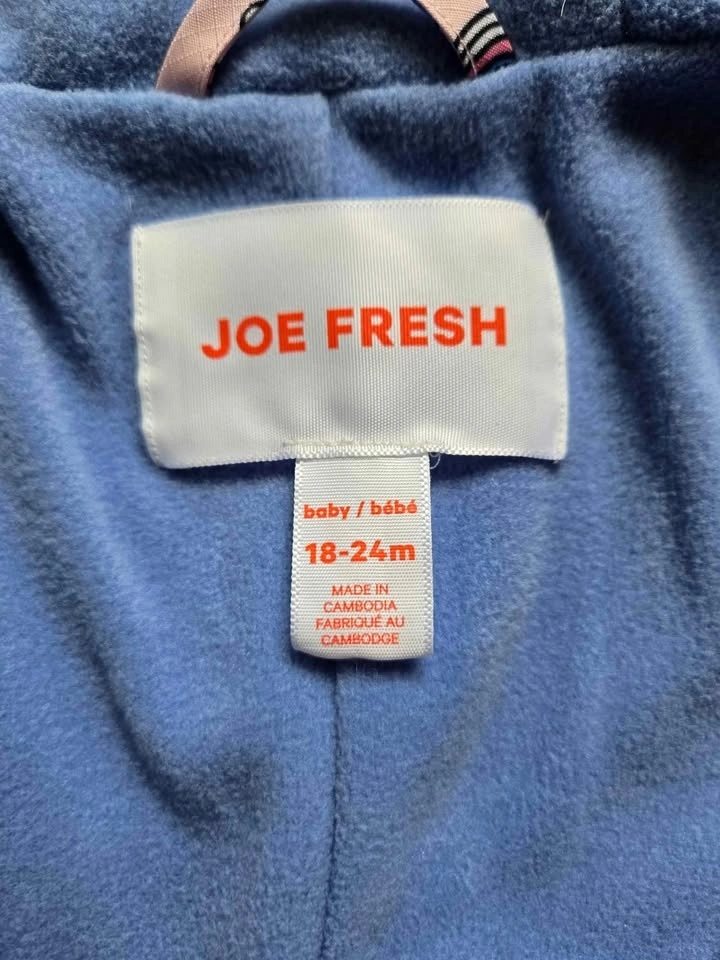 JOE FRESH
baby / bébé
18-24m
MADE IN
CAMBODIA
FABRIQUÉ AU
CAMBODGE